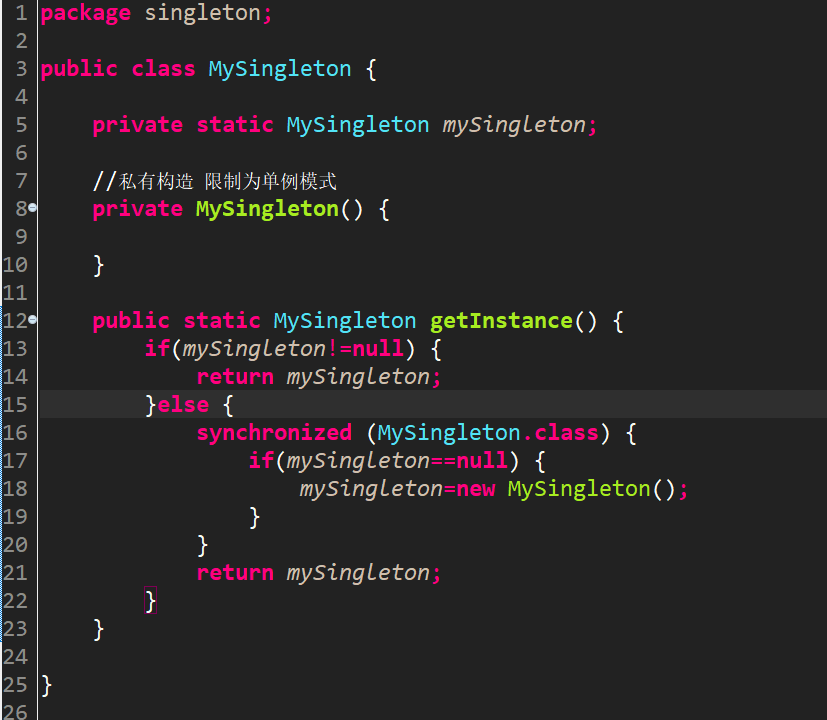 1 package singleton;
2
3 public class MySingleton {
4
5     private static MySingleton mySingleton;
6
7     //私有构造 限制为单例模式
8     private MySingleton() {
9
10     }
11
12     public static MySingleton getInstance() {
13         if(mySingleton!=null) {
14             return mySingleton;
15         }else {
16             synchronized (MySingleton.class) {
17                 if(mySingleton==null) {
18                     mySingleton=new MySingleton();
19                 }
20             }
21             return mySingleton;
22         }
23     }
24
25 }
26